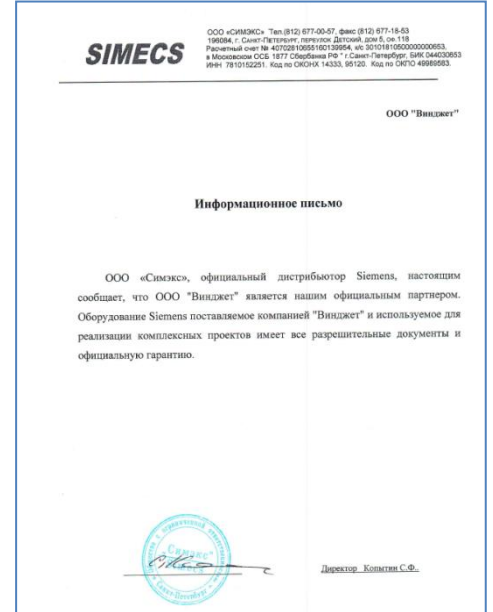 SIMECS
ООО «СИМЭКС» Тел.(812) 677-00-57, факс (812) 677-18-53
196084, г. Санкт-Петербург, переулок Детский, дом 5, оф.118
Расчетный счет № 40702810655160139954, к/с 30101810500000000653,
в Московском ОСБ 1877 Сбербанка РФ г.Санкт-Петербург, БИК 044030653
ИНН 7810152251. Код по ОКОНХ 14333, 95120. Код по ОКПО 49989583.
ООО "Винджет"
Информационное письмо
ООО «Симэкс», официальный дистрибьютор Siemens, настоящим
сообщает, что ООО "Винджет" является нашим официальным партнером.
Оборудование Siemens поставляемое компанией "Винджет" и используемое для
реализации комплексных проектов имеет все разрешительные документы и
официальную гарантию.
"Симэкс"
Директор Копытин С.Ф..